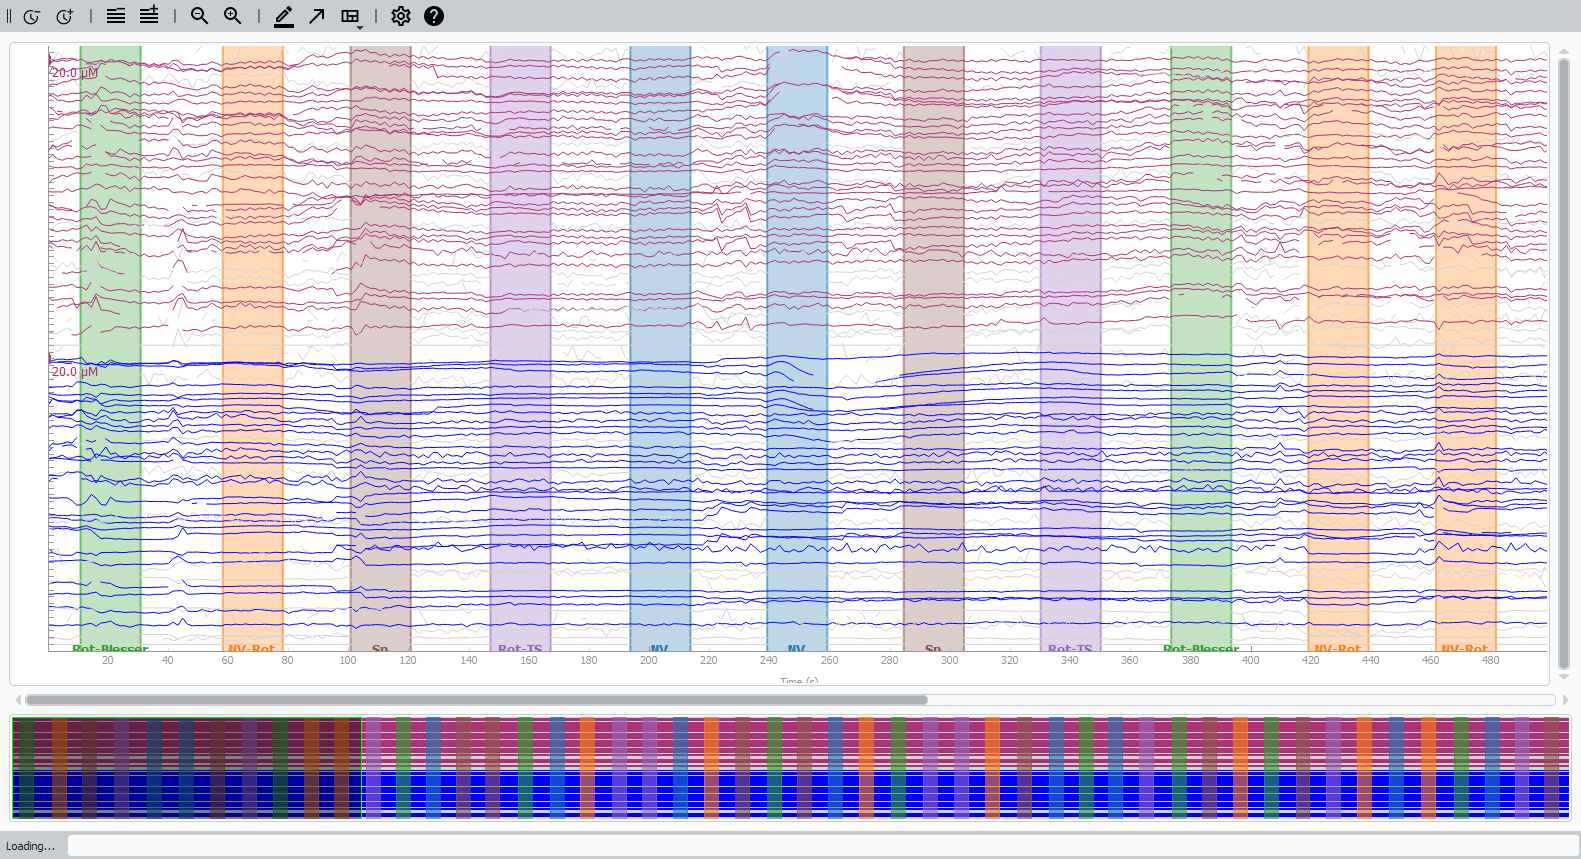 20.0 µM
20.0 µM
Rot-Blesser NV-Rot Sp Rot-TS NV NV Sp Rot-TS Rot-Blesser NV-Rot NV-Rot
20 40 60 80 100 120 140 160 180 200 220 240 260 280 300 320 340 360 380 400 420 440 460 480
Time (s)
Loading...